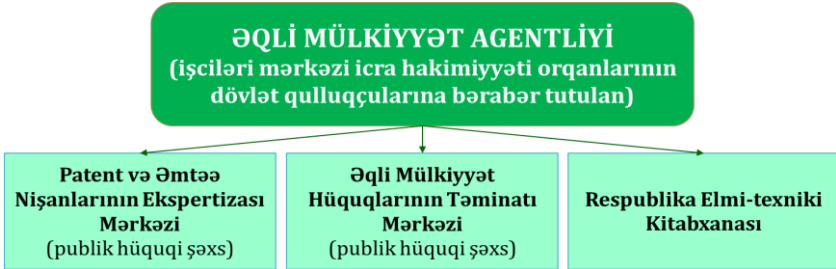 ƏQLİ MÜLKİYYƏT AGENTLİYİ
(işciləri mərkəzi icra hakimiyyəti orqanlarının
dövlət qulluqçularına bərabər tutulan)
Patent və Əmtəə
Nişanlarının Ekspertizası
Mərkəzi
(publik hüquqi şəxs)
Əqli Mülkiyyət
Hüquqlarının Təminatı
Mərkəzi
(publik hüquqi şəxs)
Respublika Elmi-texniki
Kitabxanası